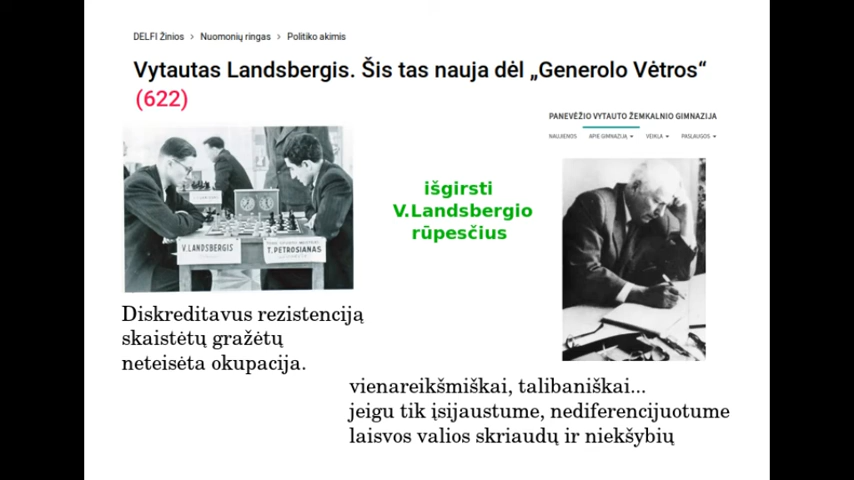 DELFI Žinios > Nuomonių ringas > Politiko akimis
Vytautas Landsbergis. Šis tas nauja dėl „Generolo Vėtros“
(622)
PANEVĖŽIO VYTAUTO ŽEMKALNIO GIMNAZIJA
NAUJIENOS APIE GIMNAZIJĄ VEIKLA PASLAUGOS
išgirsti
V.Landsbergio
rūpesčius
V.LANDSBERGIS
T.PETROSIANAS
Diskreditavus rezistenciją
skaistėtų gražėtų
neteisėta okupacija.
vienareikšmiškai, talibaniškai...
jeigu tik įsijaustume, nediferencijuotume
laisvos valios skriaudų ir niekšybių